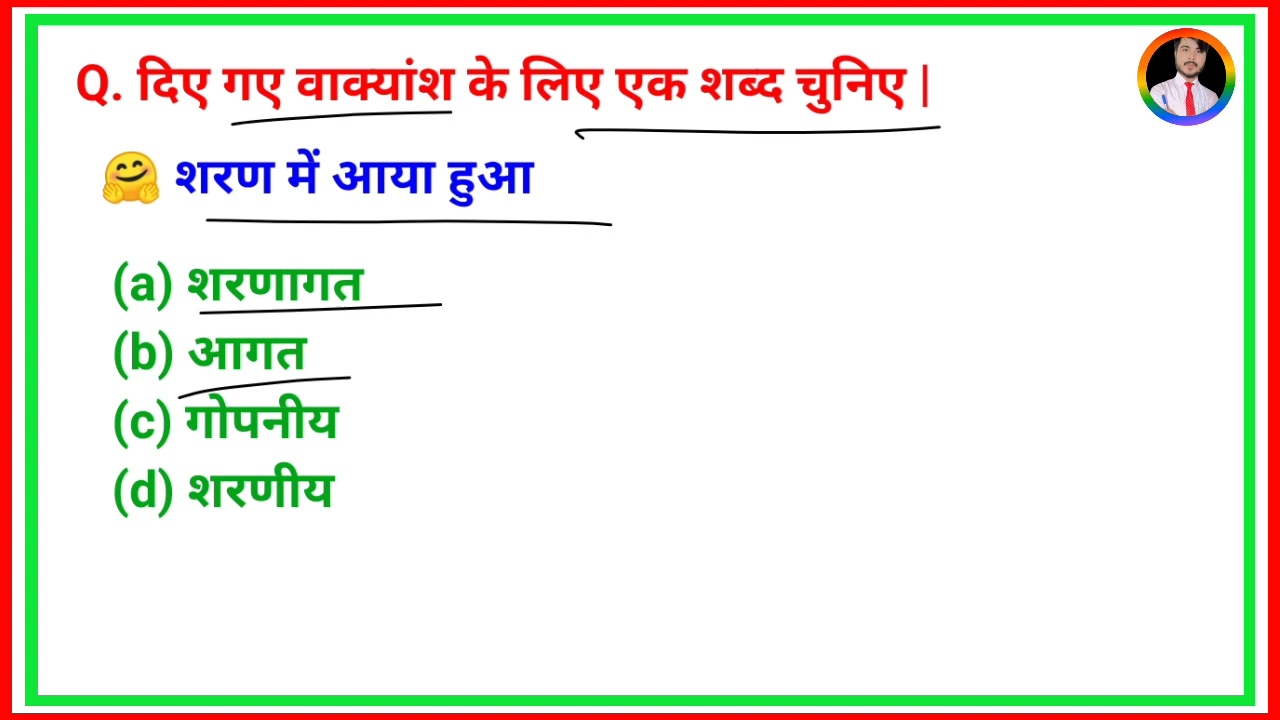 Q. दिए गए वाक्यांश के लिए एक शब्द चुनिए |
🤗 शरण में आया हुआ
(a) शरणागत
(b) आगत
(c) गोपनीय
(d) शरणीय